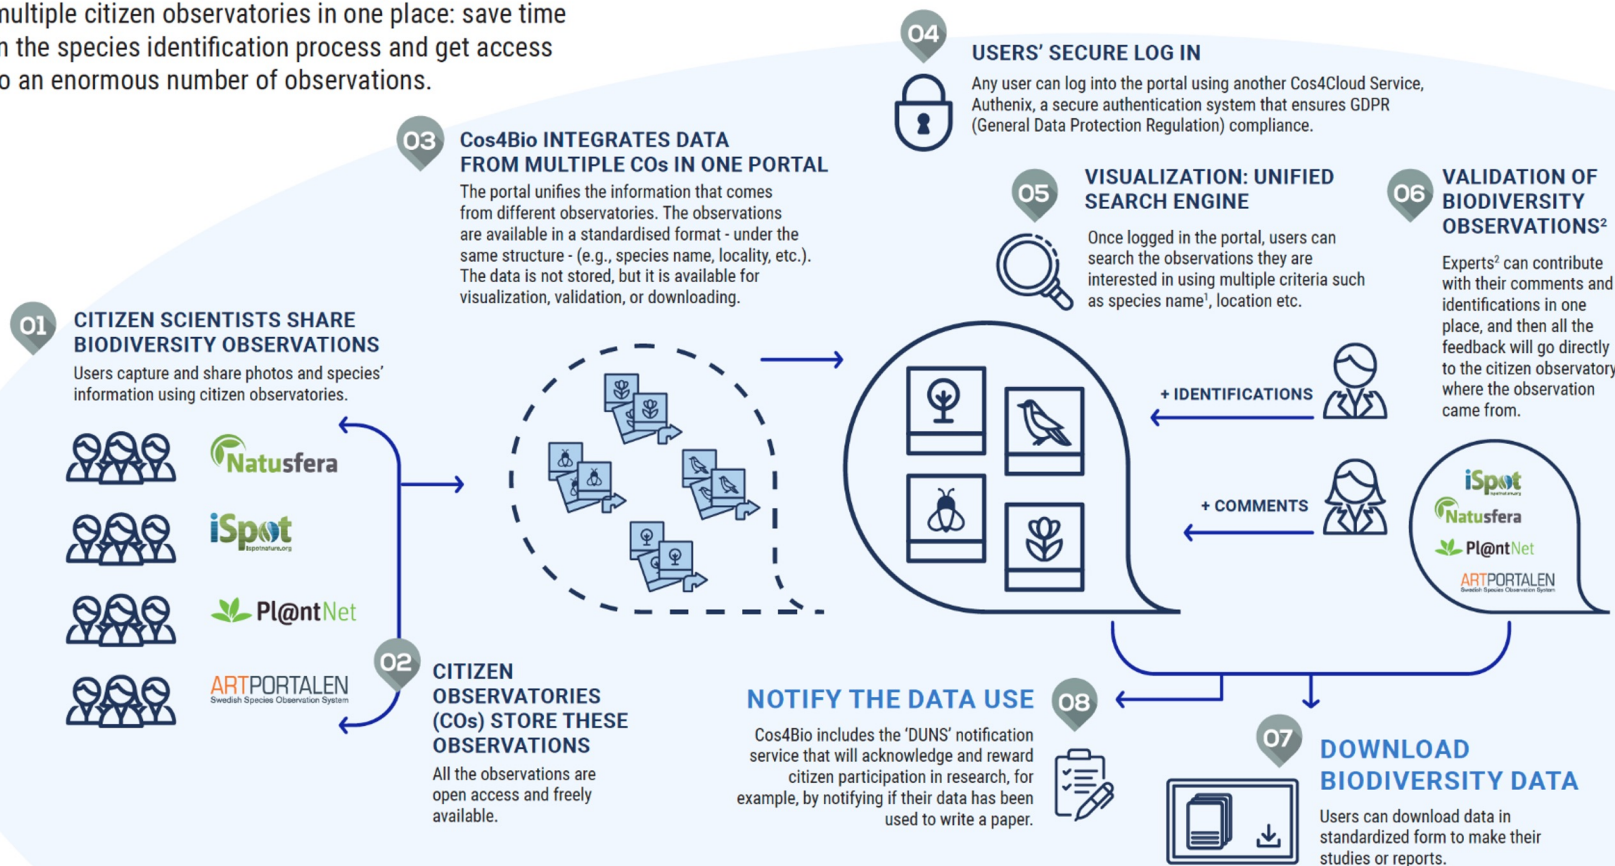 multiple citizen observatories in one place: save time
n the species identification process and get access
o an enormous number of observations.
04
USERS' SECURE LOG IN
Any user can log into the portal using another Cos4Cloud Service,
Authenix, a secure authentication system that ensures GDPR
(General Data Protection Regulation) compliance.
03
Cos4Bio INTEGRATES DATA
FROM MULTIPLE COs IN ONE PORTAL
The portal unifies the information that comes
from different observatories. The observations
are available in a standardised format - under the
same structure - (e.g., species name, locality, etc.).
The data is not stored, but it is available for
visualization, validation, or downloading.
05
VISUALIZATION: UNIFIED
SEARCH ENGINE
Once logged in the portal, users can
search the observations they are
interested in using multiple criteria such
as species name¹, location etc.
06
VALIDATION OF
BIODIVERSITY
OBSERVATIONS²
Experts² can contribute
with their comments and
identifications in one
place, and then all the
feedback will go directly
to the citizen observatory
where the observation
came from.
01
CITIZEN SCIENTISTS SHARE
BIODIVERSITY OBSERVATIONS
Users capture and share photos and species'
information using citizen observatories.
Natusfera
iSpot
ispotnature.org
Pl@ntNet
ARTPORTALEN
Swedish Species Observation System
+ IDENTIFICATIONS
+ COMMENTS
iSpot
ispotnature.org
Natusfera
Pl@ntNet
ARTPORTALEN
Swedish Species Observation System
02
CITIZEN
OBSERVATORIES
(COs) STORE THESE
OBSERVATIONS
All the observations are
open access and freely
available.
NOTIFY THE DATA USE
08
Cos4Bio includes the 'DUNS' notification
service that will acknowledge and reward
citizen participation in research, for
example, by notifying if their data has been
used to write a paper.
07
DOWNLOAD
BIODIVERSITY DATA
Users can download data in
standardized form to make their
studies or reports.